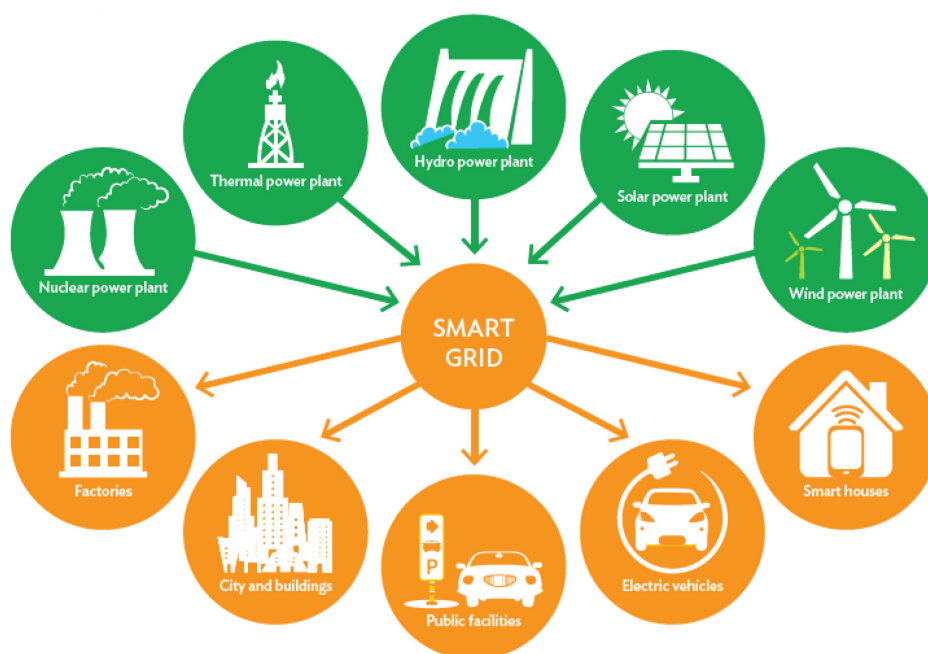 Hydro power plant
Thermal power plant
Solar power plant
Nuclear power plant
Wind power plant
SMART
GRID
Factories
Smart houses
City and buildings
Electric vehicles
P
Public facilities